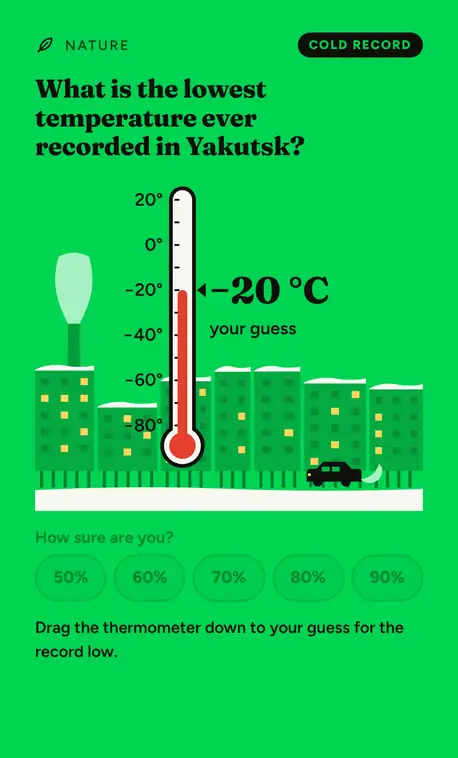 NATURE
COLD RECORD
What is the lowest
temperature ever
recorded in Yakutsk?
20°
0°
−20°
−20 °C
your guess
−40°
−60°
80°
How sure are you?
50%
60%
70%
80%
90%
Drag the thermometer down to your guess for the
record low.